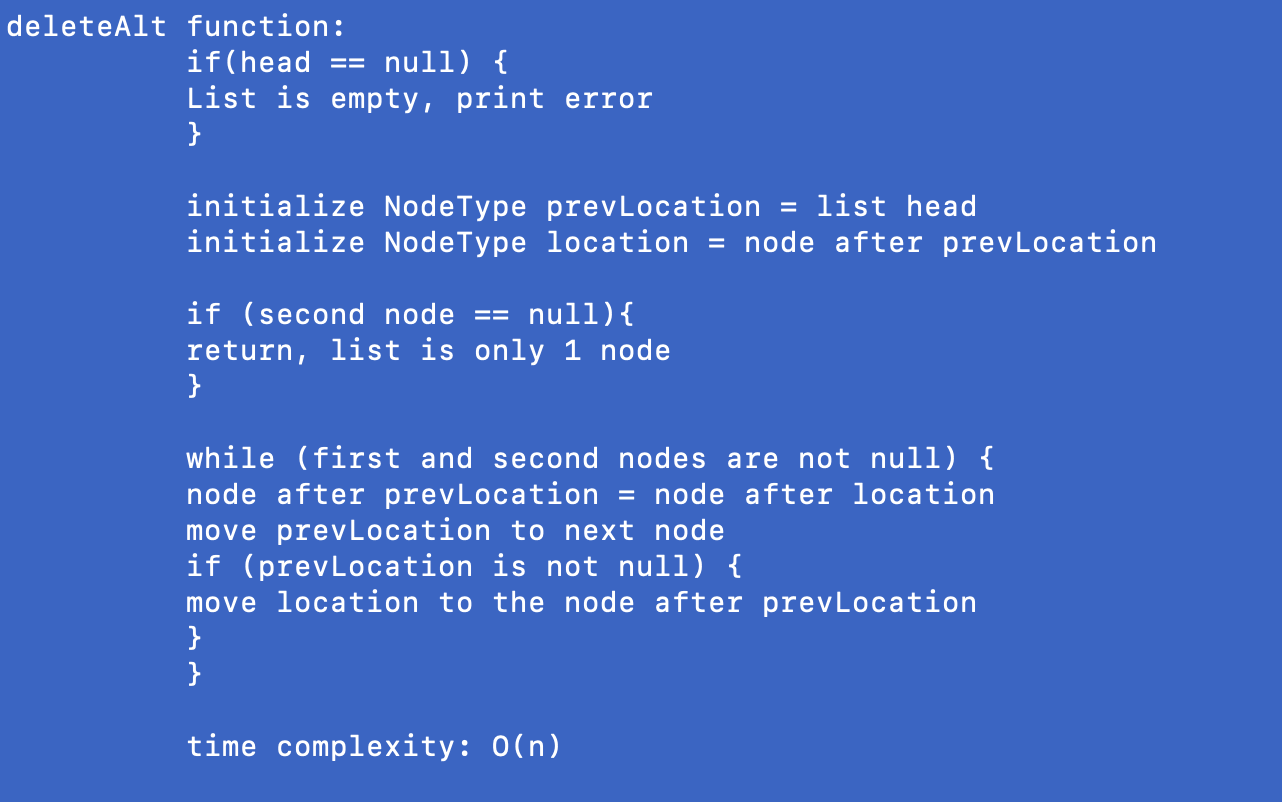 deleteAlt function:
if(head == null) {
List is empty, print error
}
initialize NodeType prevLocation = list head
initialize NodeType location = node after prevLocation
if (second node == null){
return, list is only 1 node
}
while (first and second nodes are not null) {
node after prevLocation = node after location
move prevLocation to next node
if (prevLocation is not null) {
move location to the node after prevLocation
}
}
time complexity: O(n)